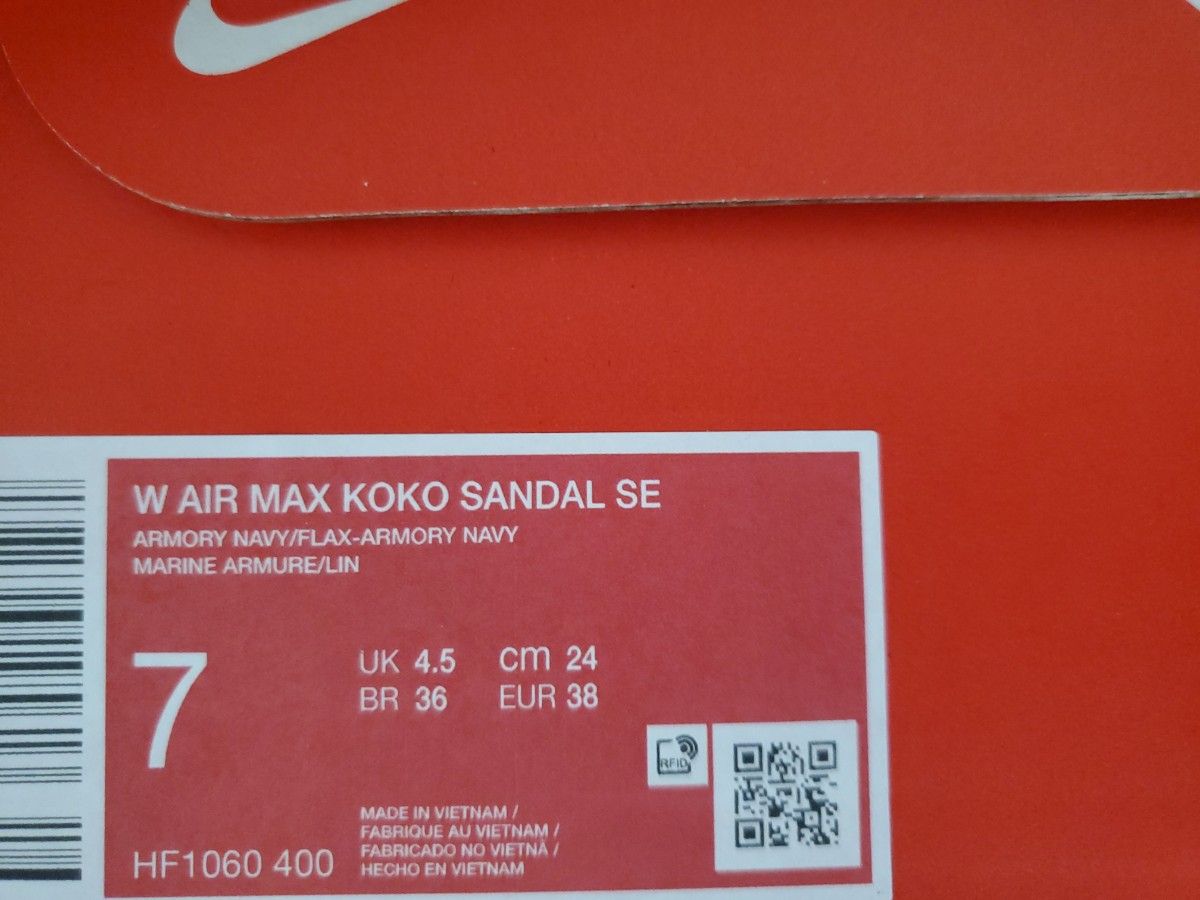 W AIR MAX KOKO SANDAL SE
ARMORY NAVY/FLAX-ARMORY NAVY
MARINE ARMURE/LIN
7
UK 4.5 cm 24
BR 36 EUR 38
RFID
MADE IN VIETNAM /
FABRIQUE AU VIETNAM /
FABRICADO NO VIETNÃ /
HECHO EN VIETNAM
HF1060 400